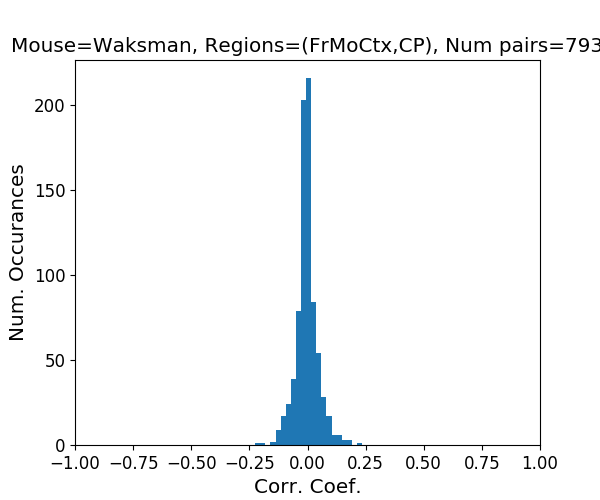 Mouse=Waksman, Regions=(FrMoCtx,CP), Num pairs=793
200
150
100
50
0
Num. Occurances
−1.00 −0.75 −0.50 −0.25 0.00 0.25 0.50 0.75 1.00
Corr. Coef.